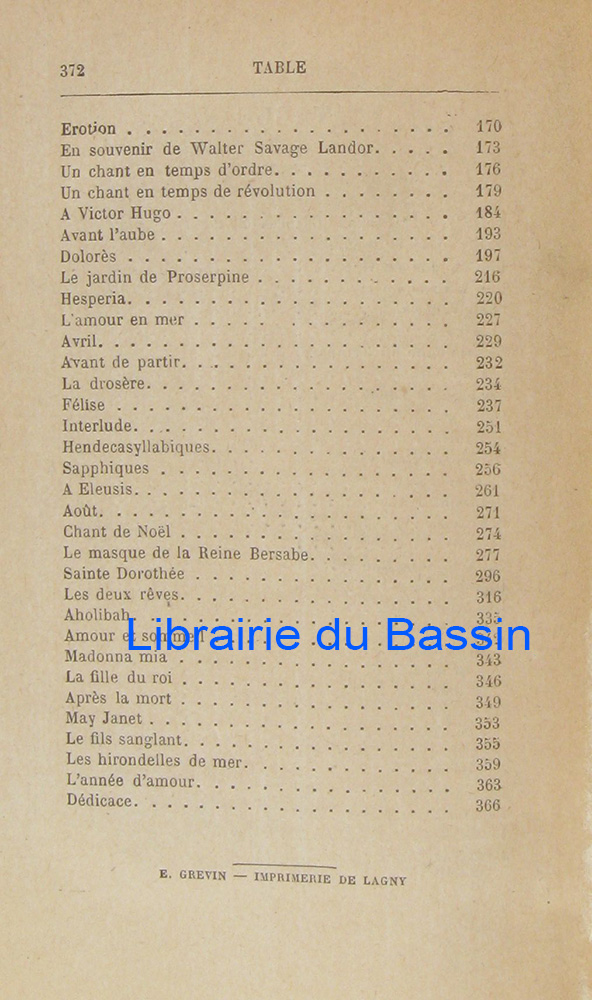 372 TABLE
Erotion . . . . . . . . . . . . . . . . . . . . 170
En souvenir de Walter Savage Landor. . . . . 173
Un chant en temps d'ordre. . . . . . . . . . . 176
Un chant en temps de révolution . . . . . . . . 179
A Victor Hugo . . . . . . . . . . . . . . . . . 184
Avant l'aube . . . . . . . . . . . . . . . . . . 193
Dolorès . . . . . . . . . . . . . . . . . . . . 197
Le jardin de Proserpine . . . . . . . . . . . . 216
Hesperia. . . . . . . . . . . . . . . . . . . . 220
L'amour en mer . . . . . . . . . . . . . . . . 227
Avril. . . . . . . . . . . . . . . . . . . . . . 229
Avant de partir. . . . . . . . . . . . . . . . . 232
La drosère. . . . . . . . . . . . . . . . . . . 234
Félise . . . . . . . . . . . . . . . . . . . . . 237
Interlude. . . . . . . . . . . . . . . . . . . . 251
Hendecasyllabiques. . . . . . . . . . . . . . . 254
Sapphiques . . . . . . . . . . . . . . . . . . 256
A Eleusis. . . . . . . . . . . . . . . . . . . . 261
Août. . . . . . . . . . . . . . . . . . . . . . 271
Chant de Noël . . . . . . . . . . . . . . . . . 274
Le masque de la Reine Bersabe. . . . . . . . . 277
Sainte Dorothée . . . . . . . . . . . . . . . . 296
Les deux rêves. . . . . . . . . . . . . . . . . 316
Aholibah . . . . . . . . . . . . . . . . . . . . 335
Amour et sommeil
Librairie du Bassin
Madonna mia . . . . . . . . . . . . . . . . . 343
La fille du roi . . . . . . . . . . . . . . . . . 346
Après la mort . . . . . . . . . . . . . . . . . 349
May Janet . . . . . . . . . . . . . . . . . . . 353
Le fils sanglant. . . . . . . . . . . . . . . . . 355
Les hirondelles de mer. . . . . . . . . . . . . 359
L'année d'amour. . . . . . . . . . . . . . . . 363
Dédicace. . . . . . . . . . . . . . . . . . . . 366
E. GREVIN — IMPRIMERIE DE LAGNY